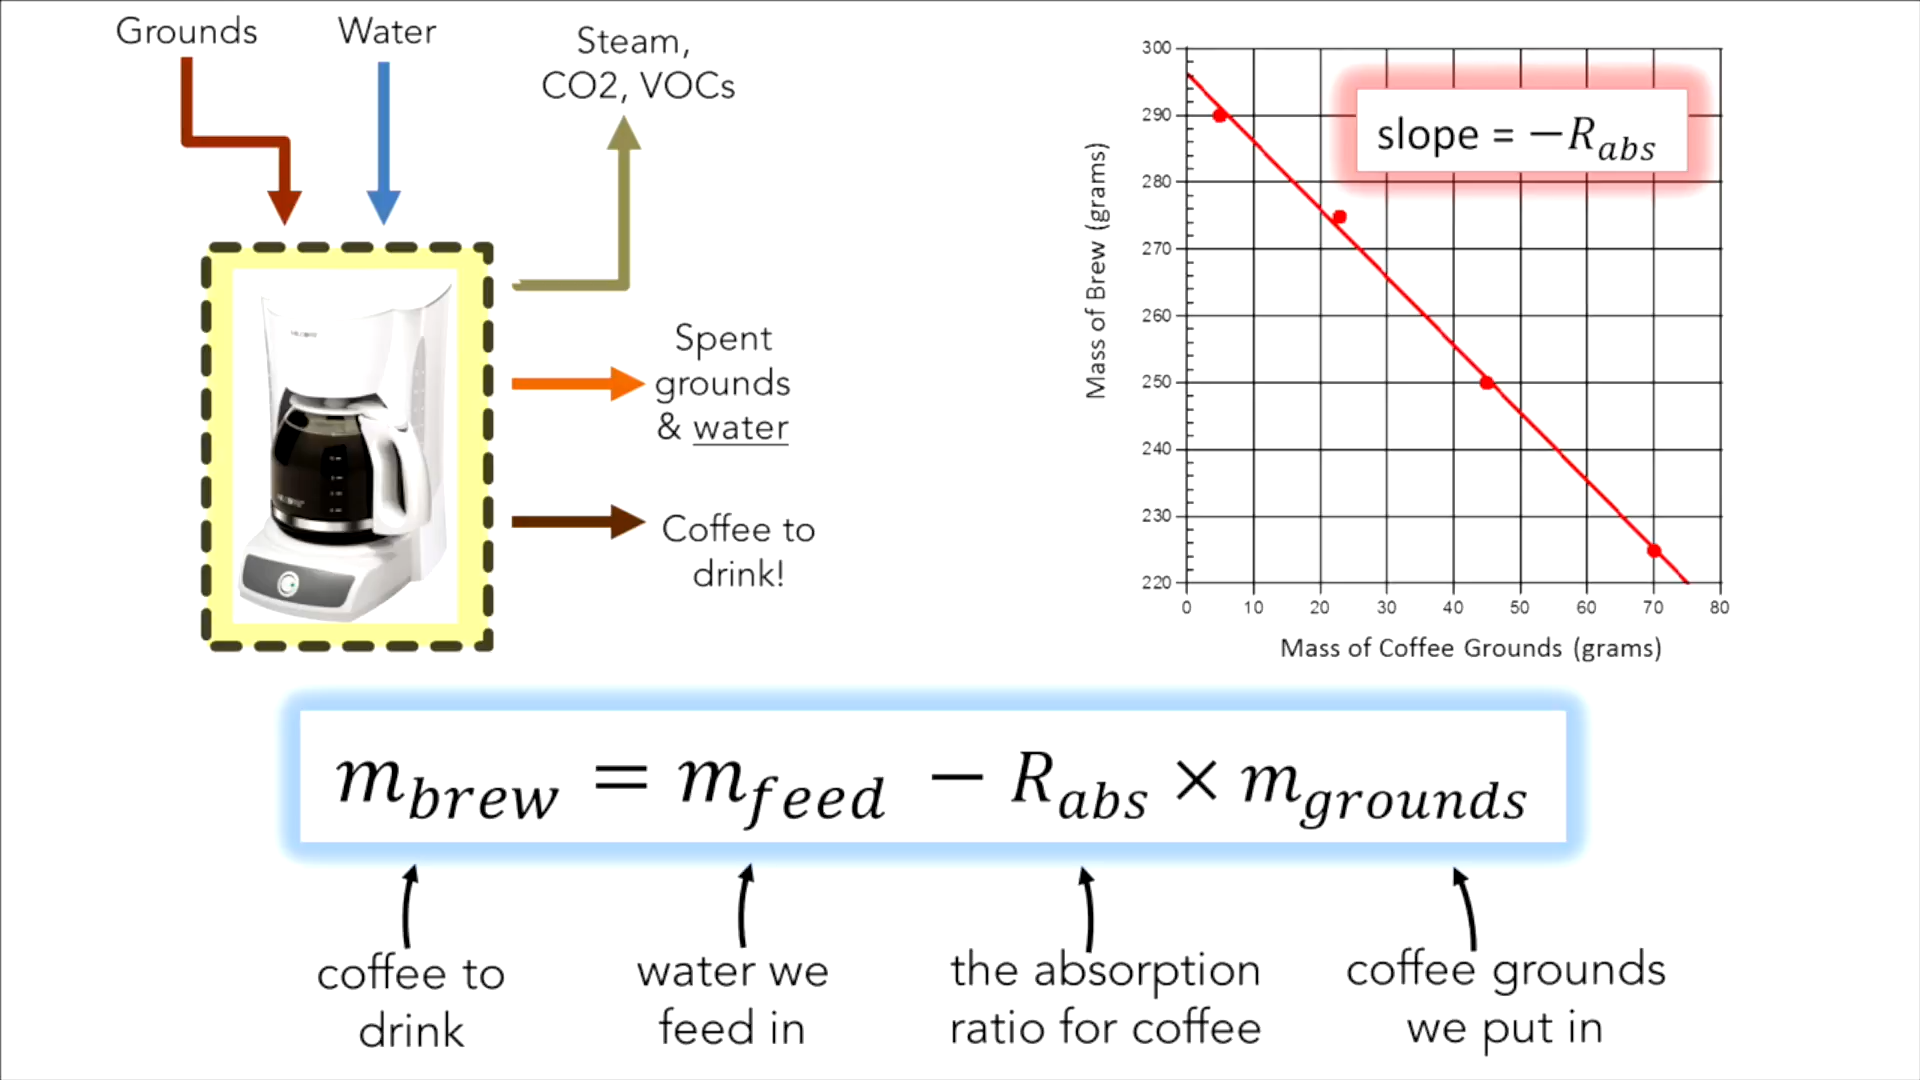 Grounds
Water
Steam,
CO2, VOCs
Spent
grounds
& water
Coffee to
drink!
slope = −R_abs
Mass of Brew (grams)
300
290
280
270
260
250
240
230
220
0 10 20 30 40 50 60 70 80
Mass of Coffee Grounds (grams)
m_brew = m_feed − R_abs × m_grounds
coffee to
drink
water we
feed in
the absorption
ratio for coffee
coffee grounds
we put in